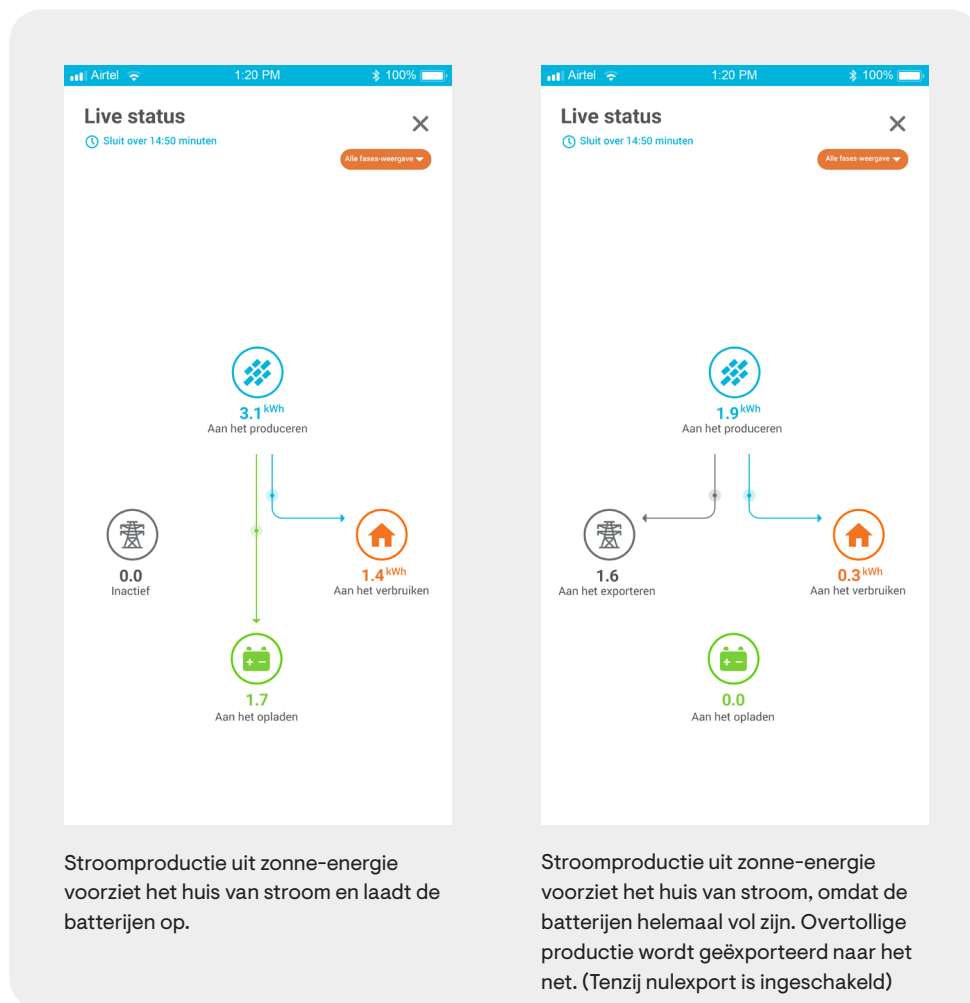 Airtel 1:20 PM 100%
Live status
Sluit over 14:50 minuten
Alle fases-weergave
3.1 kWh
Aan het produceren
0.0
Inactief
1.4 kWh
Aan het verbruiken
1.7
Aan het opladen
Stroomproductie uit zonne-energie
voorziet het huis van stroom en laadt de
batterijen op.
Airtel 1:20 PM 100%
Live status
Sluit over 14:50 minuten
Alle fases-weergave
1.9 kWh
Aan het produceren
1.6
Aan het exporteren
0.3 kWh
Aan het verbruiken
0.0
Aan het opladen
Stroomproductie uit zonne-energie
voorziet het huis van stroom, omdat de
batterijen helemaal vol zijn. Overtollige
productie wordt geëxporteerd naar het
net. (Tenzij nulexport is ingeschakeld)